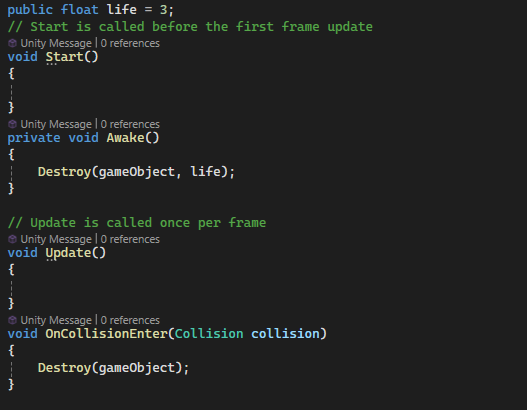 public float life = 3;
// Start is called before the first frame update
Unity Message | 0 references
void Start()
{
}
Unity Message | 0 references
private void Awake()
{
Destroy(gameObject, life);
}
// Update is called once per frame
Unity Message | 0 references
void Update()
{
}
Unity Message | 0 references
void OnCollisionEnter(Collision collision)
{
Destroy(gameObject);
}